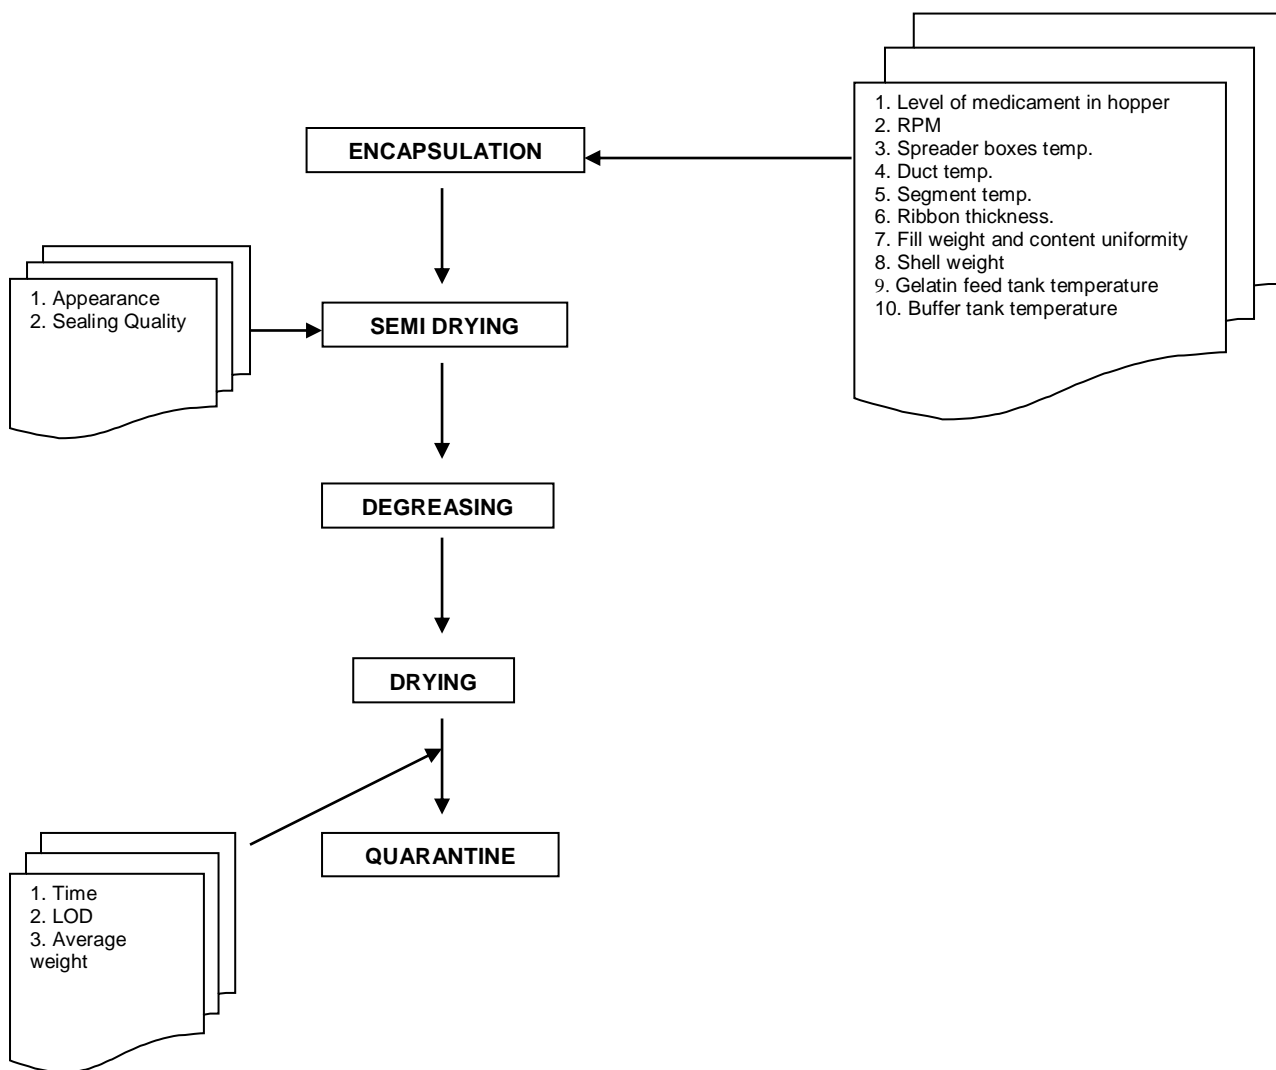 ENCAPSULATION
1. Level of medicament in hopper
2. RPM
3. Spreader boxes temp.
4. Duct temp.
5. Segment temp.
6. Ribbon thickness.
7. Fill weight and content uniformity
8. Shell weight
9. Gelatin feed tank temperature
10. Buffer tank temperature
1. Appearance
2. Sealing Quality
SEMI DRYING
DEGREASING
DRYING
QUARANTINE
1. Time
2. LOD
3. Average
weight